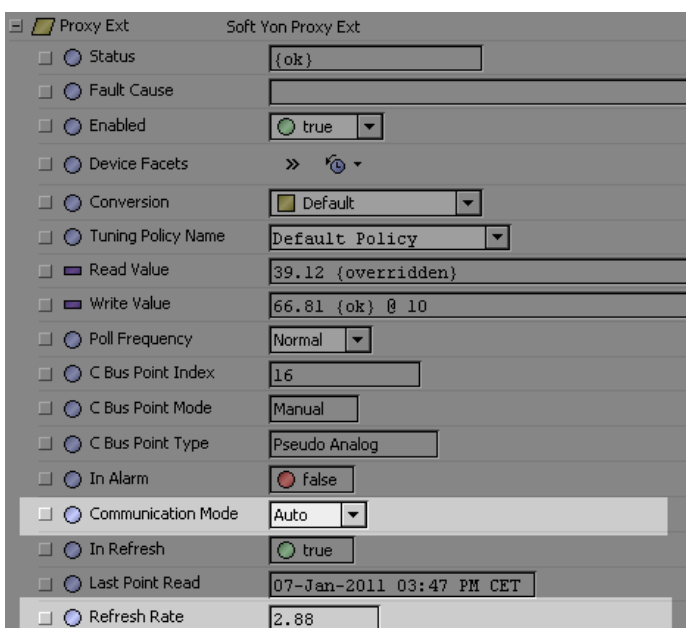 Proxy Ext Soft Yon Proxy Ext
Status {ok}
Fault Cause
Enabled true
Device Facets »
Conversion Default
Tuning Policy Name Default Policy
Read Value 39.12 {overridden}
Write Value 66.81 {ok} @ 10
Poll Frequency Normal
C Bus Point Index 16
C Bus Point Mode Manual
C Bus Point Type Pseudo Analog
In Alarm false
Communication Mode Auto
In Refresh true
Last Point Read 07-Jan-2011 03:47 PM CET
Refresh Rate 2.88